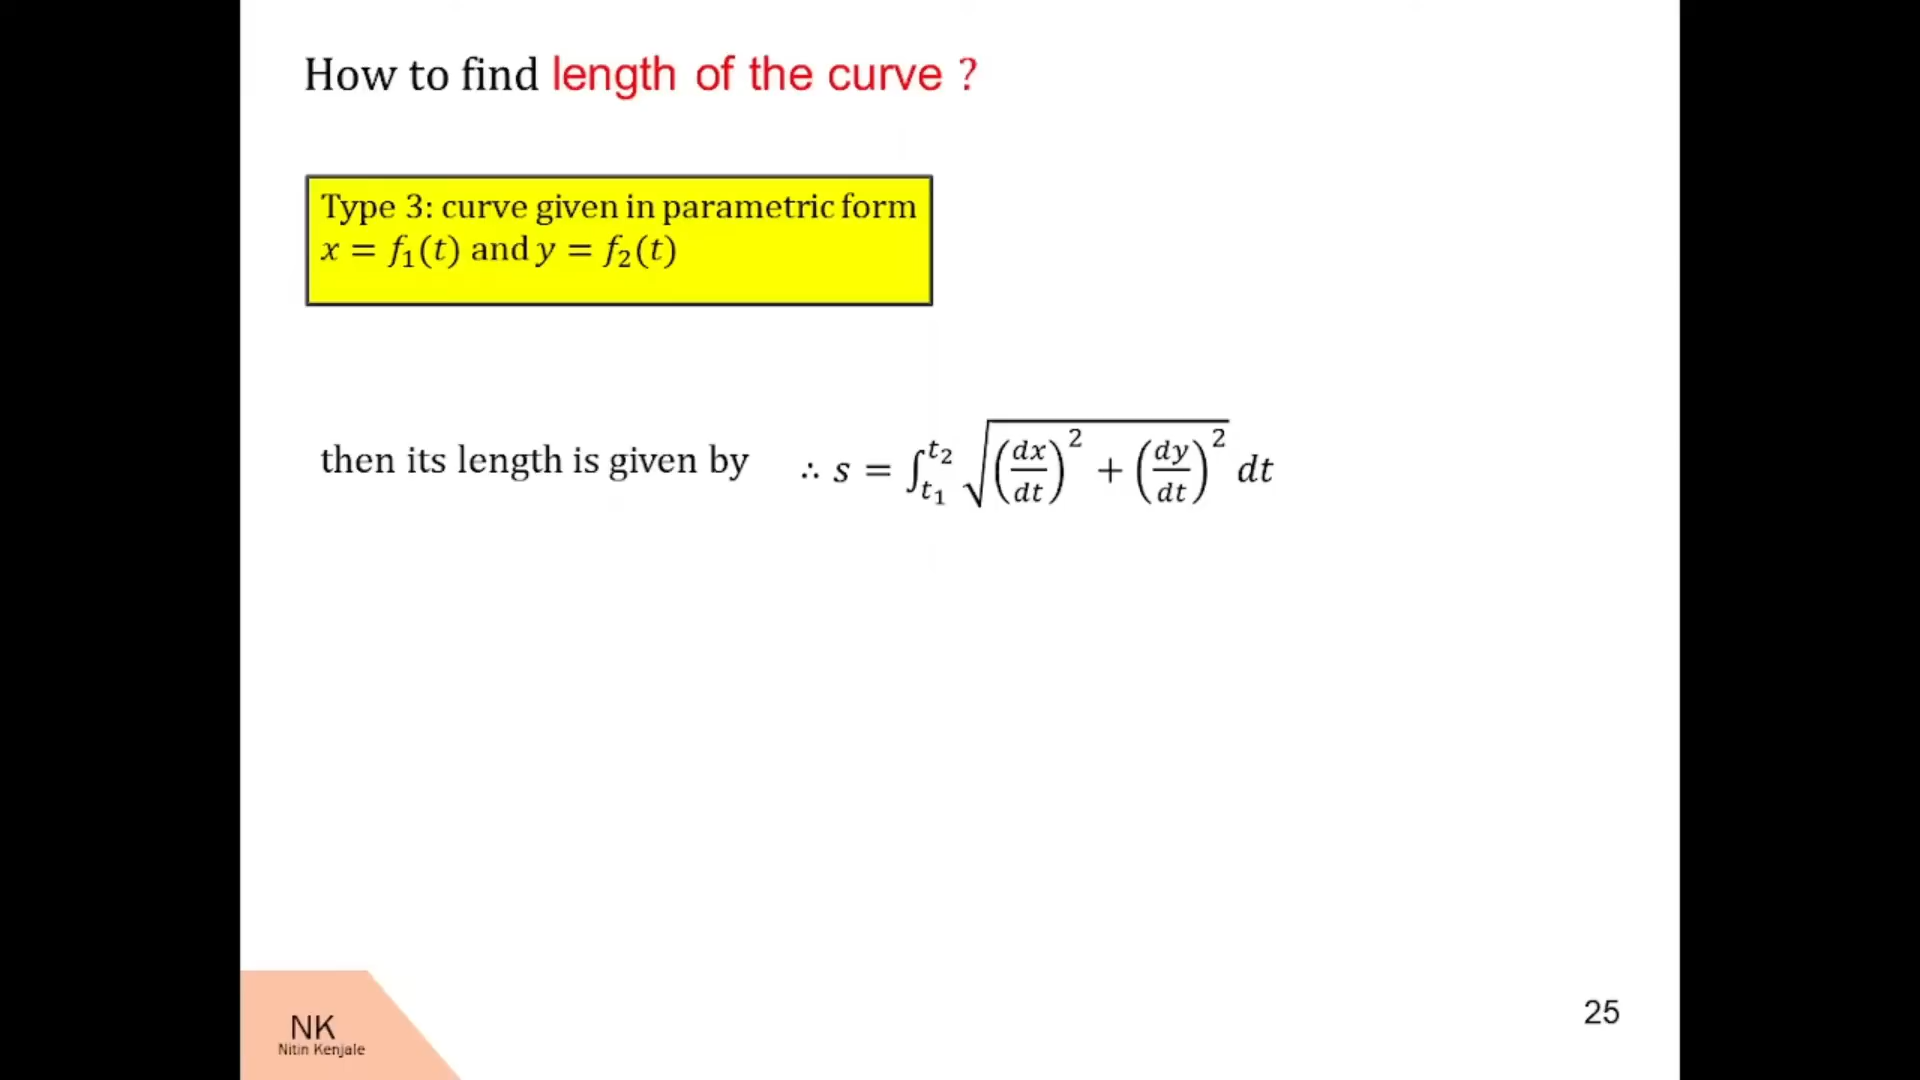 How to find length of the curve ?
Type 3: curve given in parametric form
x = f₁(t) and y = f₂(t)
then its length is given by ∴ s = ∫_{t₁}^{t₂} √((dx/dt)² + (dy/dt)²) dt
NK
Nitin Kenjale
25